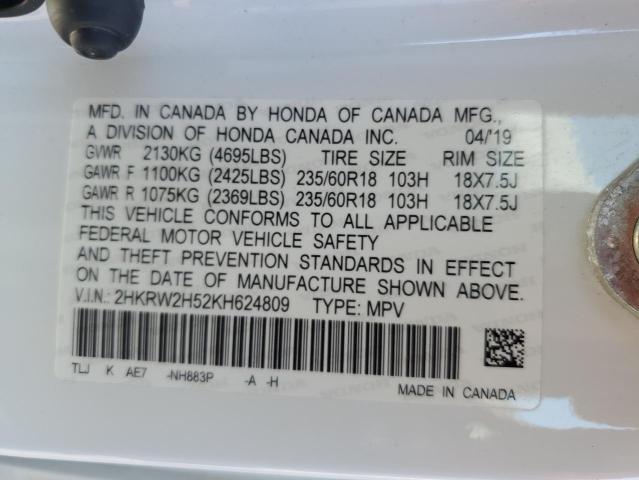 MFD. IN CANADA BY HONDA OF CANADA MFG.,
A DIVISION OF HONDA CANADA INC. 04/19
GVWR 2130KG (4695LBS) TIRE SIZE RIM SIZE
GAWR F 1100KG (2425LBS) 235/60R18 103H 18X7.5J
GAWR R 1075KG (2369LBS) 235/60R18 103H 18X7.5J
THIS VEHICLE CONFORMS TO ALL APPLICABLE
FEDERAL MOTOR VEHICLE SAFETY
AND THEFT PREVENTION STANDARDS IN EFFECT
ON THE DATE OF MANUFACTURE SHOWN ABOVE.
V.I.N.: 2HKRW2H52KH624809 TYPE: MPV
TLJ K AE7 -NH883P -A -H
MADE IN CANADA